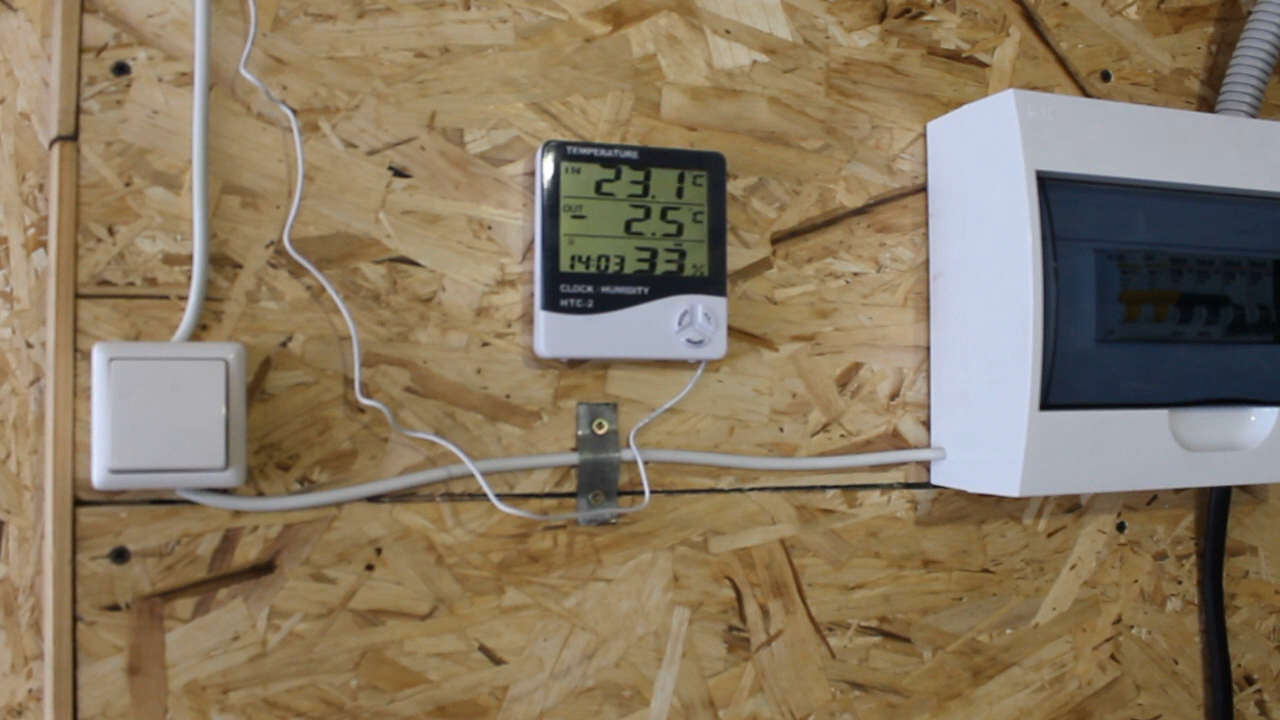 TEMPERATURE
IN 23.1 °C
OUT -2.5 °C
14:03 33 %
CLOCK / HUMIDITY
HTC-2